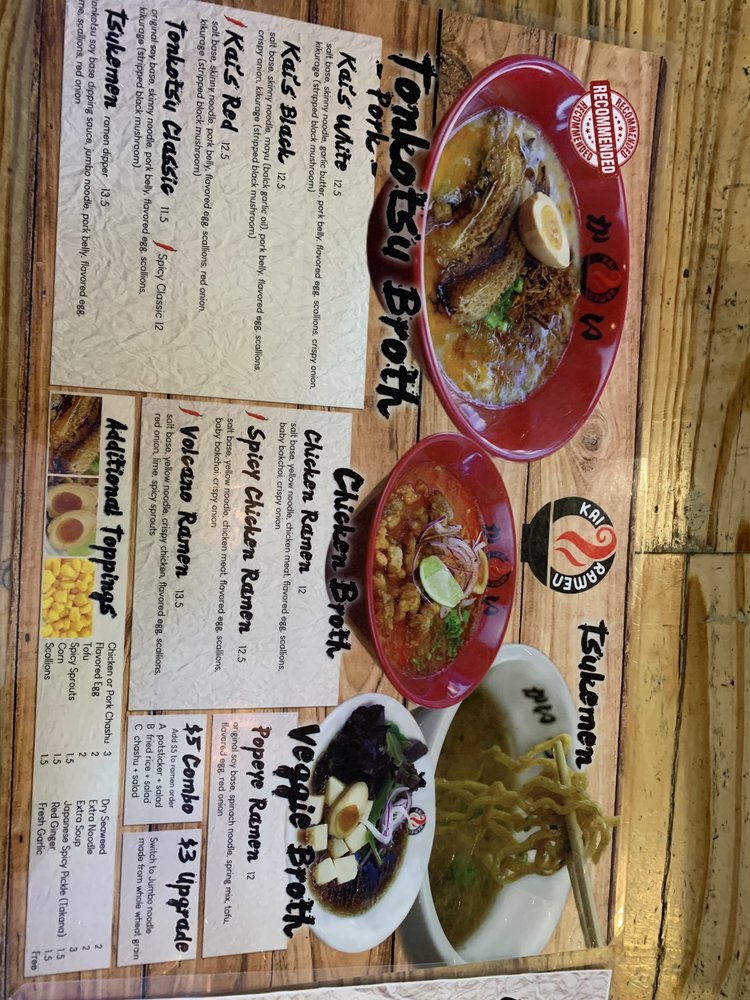 RECOMMENDED
RECOMMENDED
RECOMMENDED
かい
KAI RAMEN
Tsukemen
かい
かい
Tonkotsu Broth
- Pork -
Kai's White 12.5
salt base, skinny noodle, garlic butter, pork belly, flavored egg, scallions, crispy onion,
kikurage (stripped black mushroom)
Kai's Black 12.5
salt base, skinny noodle, mayu (balck garlic oil), pork belly, flavored egg, scallions,
crispy onion, kikurage (stripped black mushroom)
Kai's Red 12.5
salt base, skinny noodle, pork belly, flavored egg, scallions, red onion,
kikurage (stripped black mushroom)
Tonkotsu Classic 11.5 Spicy Classic 12
original soy base, skinny noodle, pork belly, flavored egg, scallions,
kikurage (stripped black mushroom)
Tsukemen ramen dipper 13.5
tonkotsu soy base dipping sauce, jumbo noodle, pork belly, flavored egg,
me, scallions, red onion
Chicken Broth
Chicken Ramen 12
salt base, yellow noodle, chicken meat, flavored egg, scallions,
baby bakchoi, crispy onion
Spicy Chicken Ramen 12.5
salt base, yellow noodle, chicken meat, flavored egg, scallions,
baby bakchoi, crispy onion
Volcano Ramen 13.5
salt base, yellow noodle, crispy chicken, flavored egg, scallions,
red onion, lime, spicy sprouts
Veggie Broth
Popeye Ramen 12
original soy base, spinach noodle, spring mix, tofu,
flavored egg, red onion
$5 Combo
Add $5 to ramen order
A potsticker + salad
B fried rice + salad
C chashu + salad
$3 Upgrade
Switch to Jumbo noodle
made from whole wheat grain
Additional Toppings
Chicken or Pork Chashu 3
Flavored Egg 2
Tofu 2
Spicy Sprouts 1.5
Corn 1.5
Scallions 1.5
Dry Seaweed 2
Extra Noodle 2
Extra Soup 3
Japanese Spicy Pickle (Takana) 1.5
Red Ginger 1.5
Fresh Garlic Free